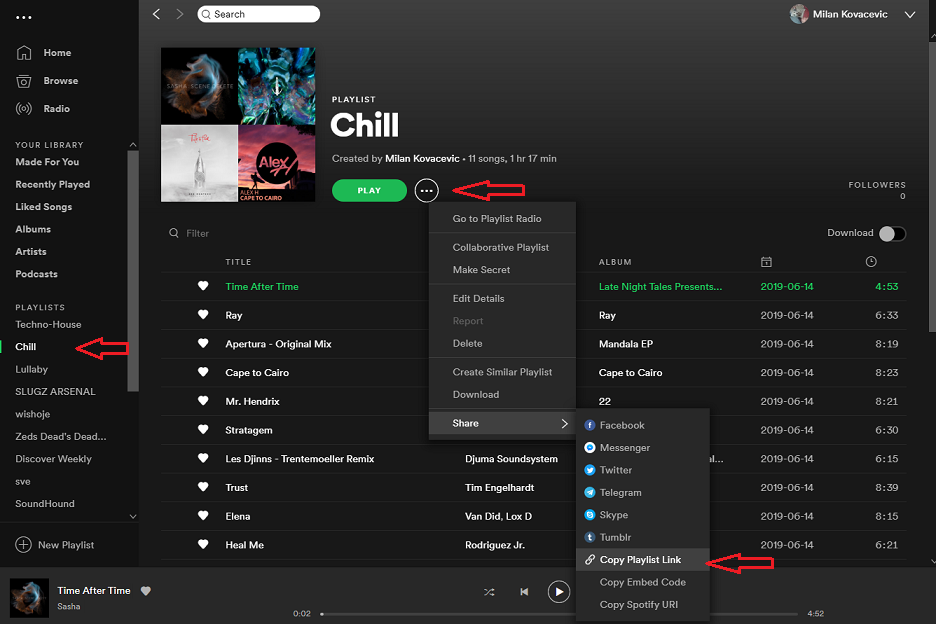 Search
Milan Kovacevic
Home
Browse
Radio
YOUR LIBRARY
Made For You
Recently Played
Liked Songs
Albums
Artists
Podcasts
PLAYLISTS
Techno-House
Chill
Lullaby
SLUGZ ARSENAL
wishoje
Zeds Dead's Dead...
Discover Weekly
sve
SoundHound
New Playlist
PLAYLIST
Chill
Created by Milan Kovacevic • 11 songs, 1 hr 17 min
PLAY
FOLLOWERS
0
Filter
Download
TITLE ALBUM
Time After Time Late Night Tales Presents... 2019-06-14 4:53
Ray Ray 2019-06-14 6:33
Apertura - Original Mix Mandala EP 2019-06-14 8:19
Cape to Cairo Cape to Cairo 2019-06-14 8:23
Mr. Hendrix 22 2019-06-14 8:21
Stratagem 2019-06-14 6:30
Les Djinns - Trentemoeller Remix Djuma Soundsystem 2019-06-14 6:15
Trust Tim Engelhardt 2019-06-14 8:39
Elena Van Did, Lox D 2019-06-14 8:15
Heal Me Rodriguez Jr. 2019-06-14 6:21
Go to Playlist Radio
Collaborative Playlist
Make Secret
Edit Details
Report
Delete
Create Similar Playlist
Download
Share
Facebook
Messenger
Twitter
Telegram
Skype
Tumblr
Copy Playlist Link
Copy Embed Code
Copy Spotify URI
Time After Time
Sasha
0:02
4:52
ALEX H
CAPE TO CAIRO